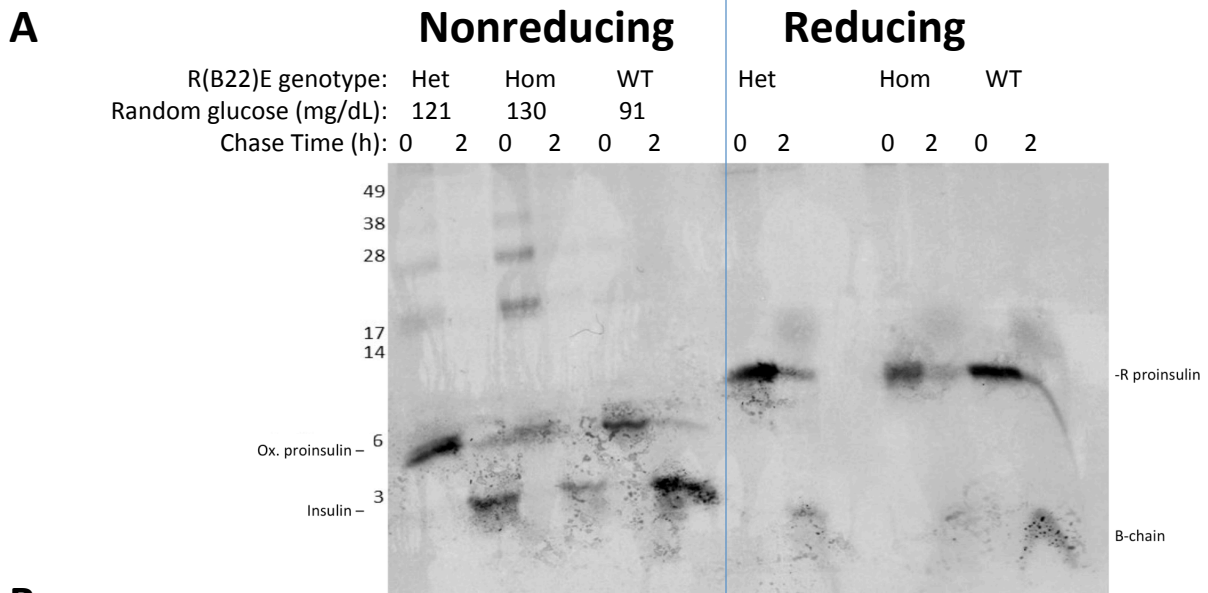 A
Nonreducing Reducing
R(B22)E genotype: Het Hom WT Het Hom WT
Random glucose (mg/dL): 121 130 91
Chase Time (h): 0 2 0 2 0 2 0 2 0 2 0 2
49
38
28
17
14
-R proinsulin
6
Ox. proinsulin –
3
Insulin –
B-chain